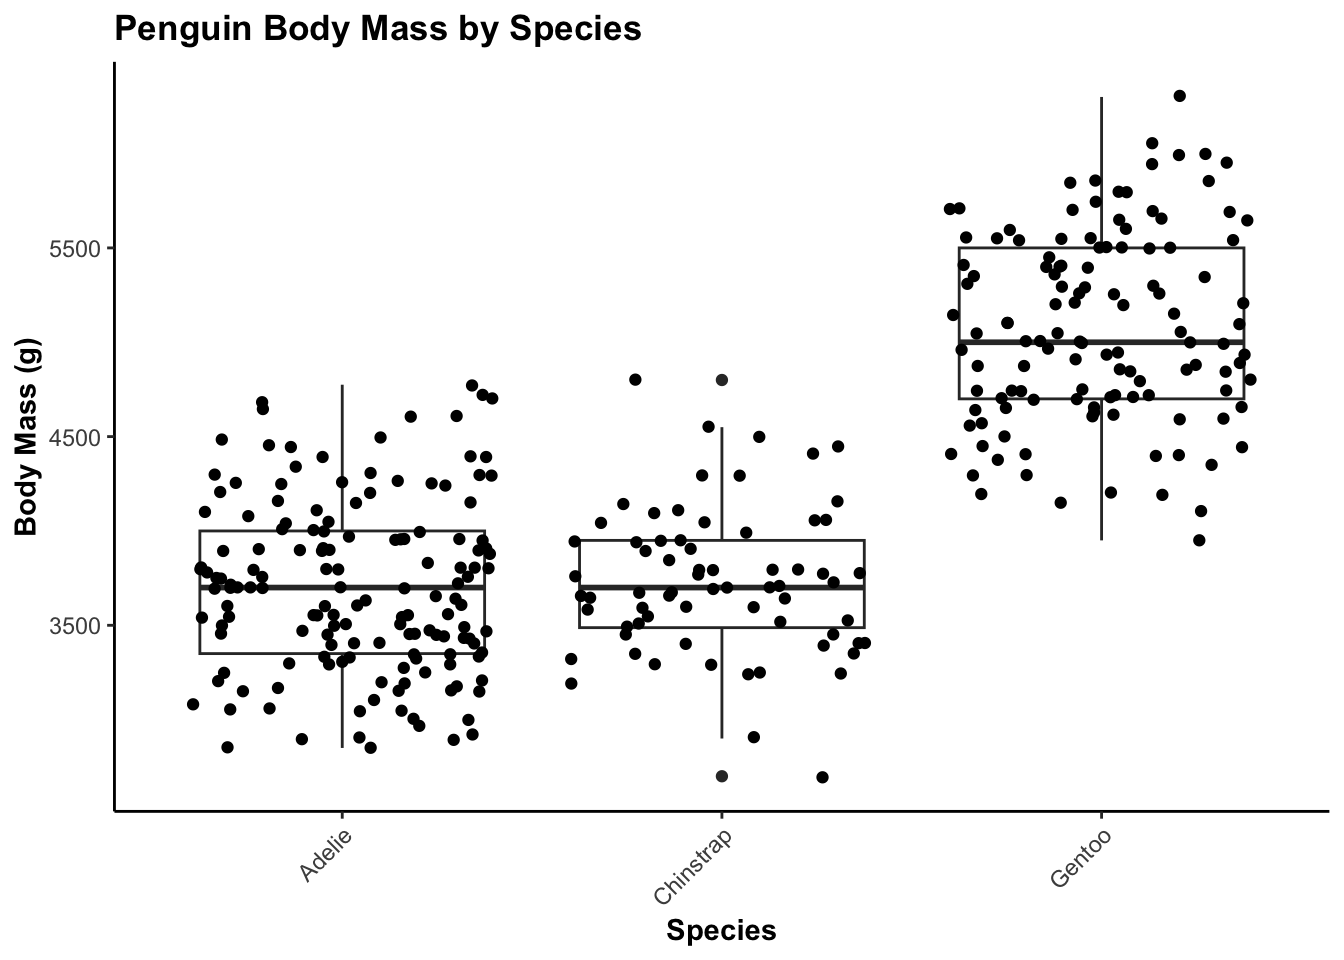 Penguin Body Mass by Species
Body Mass (g)
5500
4500
3500
Adelie
Chinstrap
Gentoo
Species